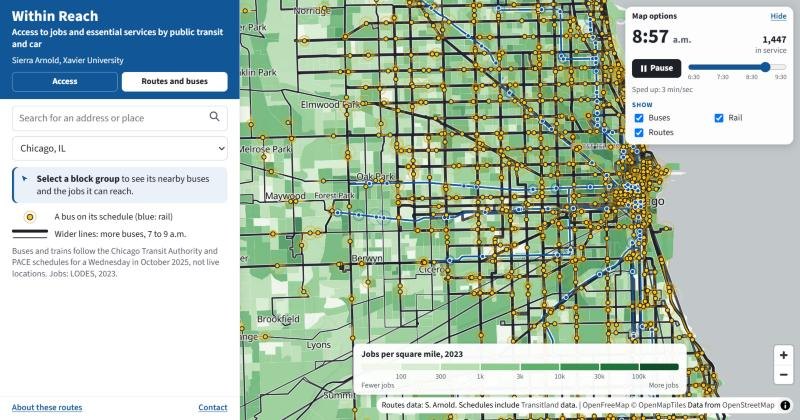 Within Reach
Access to jobs and essential services by public transit
and car
Sierra Arnold, Xavier University
Access
Routes and buses
Search for an address or place
Chicago, IL
Select a block group to see its nearby buses
and the jobs it can reach.
A bus on its schedule (blue: rail)
Wider lines: more buses, 7 to 9 a.m.
Buses and trains follow the Chicago Transit Authority and
PACE schedules for a Wednesday in October 2025, not live
locations. Jobs: LODES, 2023.
About these routes
Contact
Norridge
er Park
nklin Park
Elmwood Park
Melrose Park
Oak Park
Maywood
Forest Park
go
Berwyn
Cicero
er
Brookfield
ange
Lyons
Summit
Map options
Hide
8:57 a.m.
1,447
in service
Pause
6:30
7:30
8:30
9:30
Sped up: 3 min/sec
SHOW
Buses
Rail
Routes
Jobs per square mile, 2023
100
300
1k
3k
10k
30k
100k
Fewer jobs
More jobs
+
−
Routes data: S. Arnold. Schedules include Transitland data. | OpenFreeMap © OpenMapTiles Data from OpenStreetMap